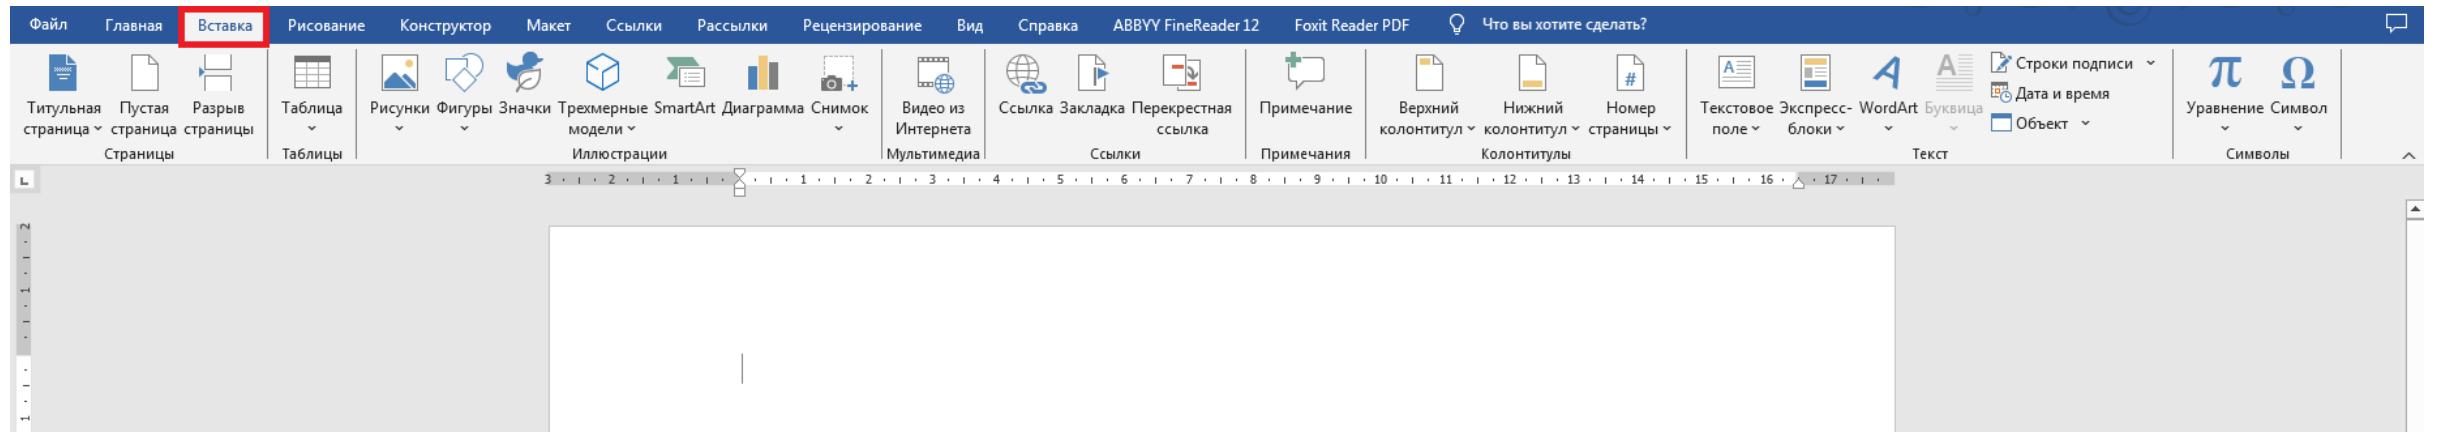 Файл Главная Вставка Рисование Конструктор Макет Ссылки Рассылки Рецензирование Вид Справка ABBYY FineReader 12 Foxit Reader PDF Что вы хотите сделать?
Титульная страница
Пустая страница
Разрыв страницы
Страницы
Таблица
Таблицы
Рисунки
Фигуры
Значки
Трехмерные модели
SmartArt
Диаграмма
Снимок
Иллюстрации
Видео из Интернета
Мультимедиа
Ссылка
Закладка
Перекрестная ссылка
Ссылки
Примечание
Примечания
Верхний колонтитул
Нижний колонтитул
#
Номер страницы
Колонтитулы
A
Текстовое поле
Экспресс-блоки
A
WordArt
A
Буквица
Строки подписи
Дата и время
Объект
Текст
π
Уравнение
Ω
Символ
Символы
L
3 2 1 1 2 3 4 5 6 7 8 9 10 11 12 13 14 15 16 17
2
1
1